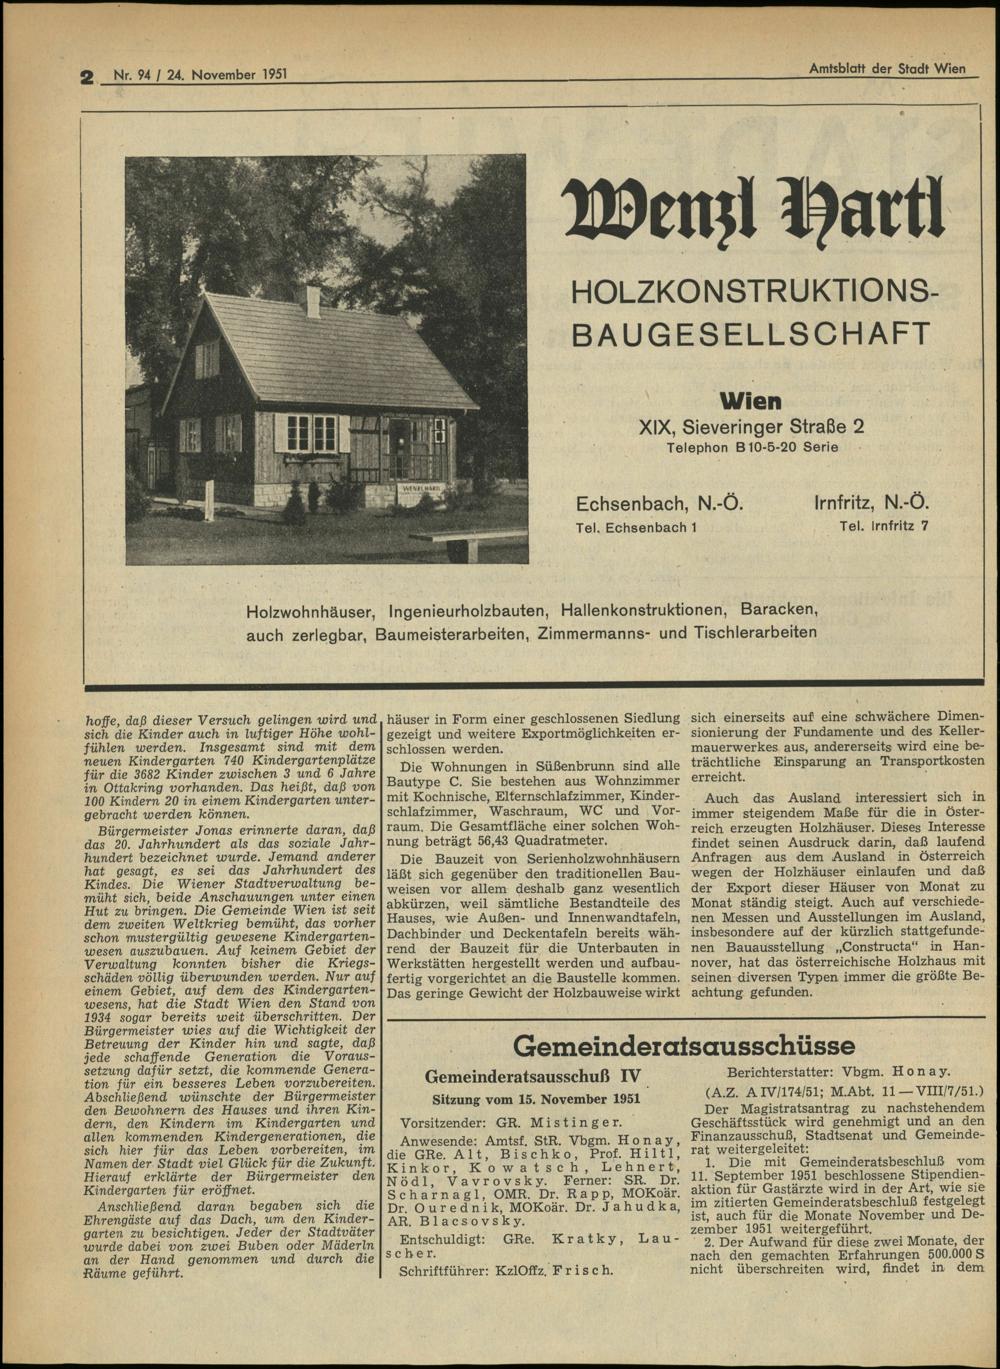 2 Nr. 94 / 24. November 1951
Amtsblatt der Stadt Wien
Wenzl Hartl
HOLZKONSTRUKTIONS-
BAUGESELLSCHAFT
Wien
XIX, Sieveringer Straße 2
Telephon B 10-5-20 Serie
Echsenbach, N.-Ö.
Tel. Echsenbach 1
Irnfritz, N.-Ö.
Tel. Irnfritz 7
WENZL HARTL
Holzwohnhäuser, Ingenieurholzbauten, Hallenkonstruktionen, Baracken,
auch zerlegbar, Baumeisterarbeiten, Zimmermanns- und Tischlerarbeiten
hoffe, daß dieser Versuch gelingen wird und
sich die Kinder auch in luftiger Höhe wohl-
fühlen werden. Insgesamt sind mit dem
neuen Kindergarten 740 Kindergartenplätze
für die 3682 Kinder zwischen 3 und 6 Jahre
in Ottakring vorhanden. Das heißt, daß von
100 Kindern 20 in einem Kindergarten unter-
gebracht werden können.
Bürgermeister Jonas erinnerte daran, daß
das 20. Jahrhundert als das soziale Jahr-
hundert bezeichnet wurde. Jemand anderer
hat gesagt, es sei das Jahrhundert des
Kindes. Die Wiener Stadtverwaltung be-
müht sich, beide Anschauungen unter einen
Hut zu bringen. Die Gemeinde Wien ist seit
dem zweiten Weltkrieg bemüht, das vorher
schon mustergültig gewesene Kindergarten-
wesen auszubauen. Auf keinem Gebiet der
Verwaltung konnten bisher die Kriegs-
schäden völlig überwunden werden. Nur auf
einem Gebiet, auf dem des Kindergarten-
wesens, hat die Stadt Wien den Stand von
1934 sogar bereits weit überschritten. Der
Bürgermeister wies auf die Wichtigkeit der
Betreuung der Kinder hin und sagte, daß
jede schaffende Generation die Voraus-
setzung dafür setzt, die kommende Genera-
tion für ein besseres Leben vorzubereiten.
Abschließend wünschte der Bürgermeister
den Bewohnern des Hauses und ihren Kin-
dern, den Kindern im Kindergarten und
allen kommenden Kindergenerationen, die
sich hier für das Leben vorbereiten, im
Namen der Stadt viel Glück für die Zukunft.
Hierauf erklärte der Bürgermeister den
Kindergarten für eröffnet.
Anschließend daran begaben sich die
Ehrengäste auf das Dach, um den Kinder-
garten zu besichtigen. Jeder der Stadtväter
wurde dabei von zwei Buben oder Mäderln
an der Hand genommen und durch die
Räume geführt.
häuser in Form einer geschlossenen Siedlung
gezeigt und weitere Exportmöglichkeiten er-
schlossen werden.
Die Wohnungen in Süßenbrunn sind alle
Bautype C. Sie bestehen aus Wohnzimmer
mit Kochnische, Elternschlafzimmer, Kinder-
schlafzimmer, Waschraum, WC und Vor-
raum. Die Gesamtfläche einer solchen Woh-
nung beträgt 56,43 Quadratmeter.
Die Bauzeit von Serienholzwohnhäusern
läßt sich gegenüber den traditionellen Bau-
weisen vor allem deshalb ganz wesentlich
abkürzen, weil sämtliche Bestandteile des
Hauses, wie Außen- und Innenwandtafeln,
Dachbinder und Deckentafeln bereits wäh-
rend der Bauzeit für die Unterbauten in
Werkstätten hergestellt werden und aufbau-
fertig vorgerichtet an die Baustelle kommen.
Das geringe Gewicht der Holzbauweise wirkt
sich einerseits auf eine schwächere Dimen-
sionierung der Fundamente und des Keller-
mauerwerkes aus, andererseits wird eine be-
trächtliche Einsparung an Transportkosten
erreicht.
Auch das Ausland interessiert sich in
immer steigendem Maße für die in Öster-
reich erzeugten Holzhäuser. Dieses Interesse
findet seinen Ausdruck darin, daß laufend
Anfragen aus dem Ausland in Österreich
wegen der Holzhäuser einlaufen und daß
der Export dieser Häuser von Monat zu
Monat ständig steigt. Auch auf verschiede-
nen Messen und Ausstellungen im Ausland,
insbesondere auf der kürzlich stattgefunde-
nen Bauausstellung „Constructa“ in Han-
nover, hat das österreichische Holzhaus mit
seinen diversen Typen immer die größte Be-
achtung gefunden.
Gemeinderatsausschüsse
Gemeinderatsausschuß IV
Sitzung vom 15. November 1951
Vorsitzender: GR. Mistinger.
Anwesende: Amtsf. StR. Vbgm. Honay,
die GRe. Alt, Bischko, Prof. Hiltl,
Kinkor, Kowatsch, Lehnert,
Nödl, Vavrovsky. Ferner: SR. Dr.
Scharnagl, OMR. Dr. Rapp, MOKoär.
Dr. Ourednik, MOKoär. Dr. Jahudka,
AR. Blacsovsky.
Entschuldigt: GRe. Kratky, Lau-
scher.
Schriftführer: KzlOffz. Frisch.
Berichterstatter: Vbgm. Honay.
(A.Z. A IV/174/51; M.Abt. 11 — VIII/7/51.)
Der Magistratsantrag zu nachstehendem
Geschäftsstück wird genehmigt und an den
Finanzausschuß, Stadtsenat und Gemeinde-
rat weitergeleitet:
1. Die mit Gemeinderatsbeschluß vom
11. September 1951 beschlossene Stipendien-
aktion für Gastärzte wird in der Art, wie sie
im zitierten Gemeinderatsbeschluß festgelegt
ist, auch für die Monate November und De-
zember 1951 weitergeführt.
2. Der Aufwand für diese zwei Monate, der
nach den gemachten Erfahrungen 500.000 S
nicht überschreiten wird, findet in dem